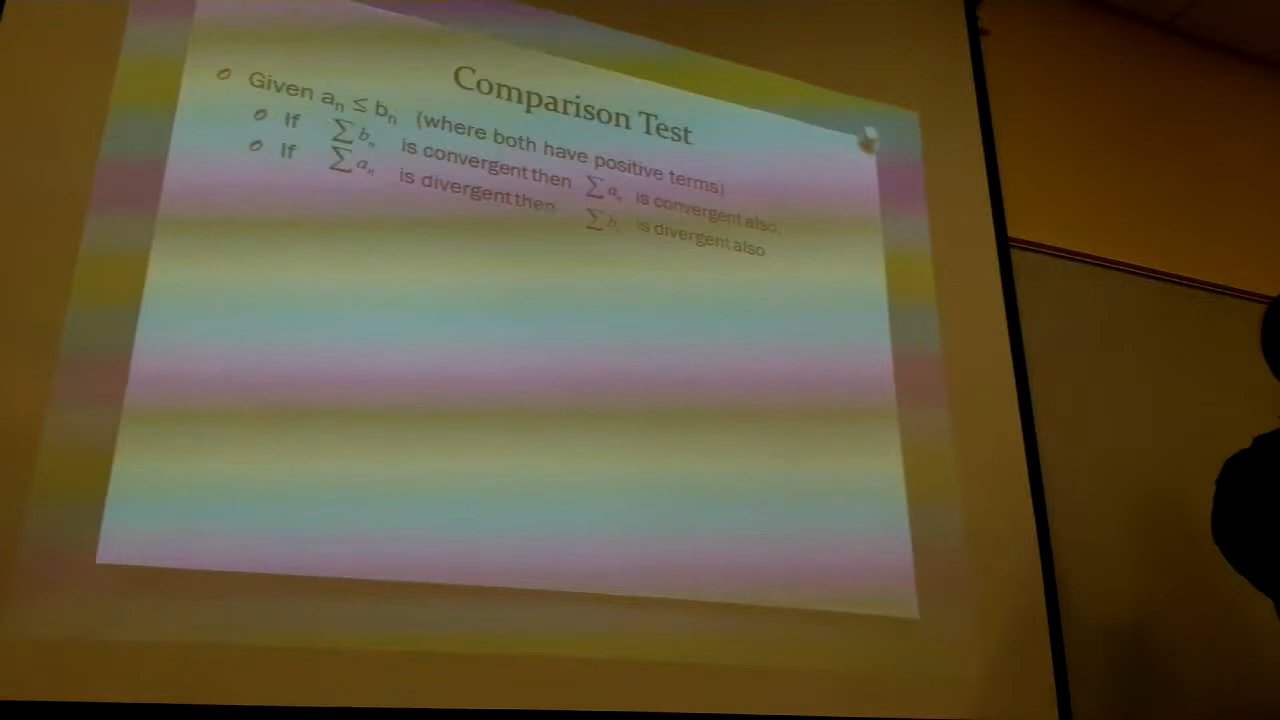 Comparison Test
Given aₙ ≤ bₙ (where both have positive terms)
If ∑bₙ is convergent then ∑aₙ is convergent also.
If ∑aₙ is divergent then ∑bₙ is divergent also